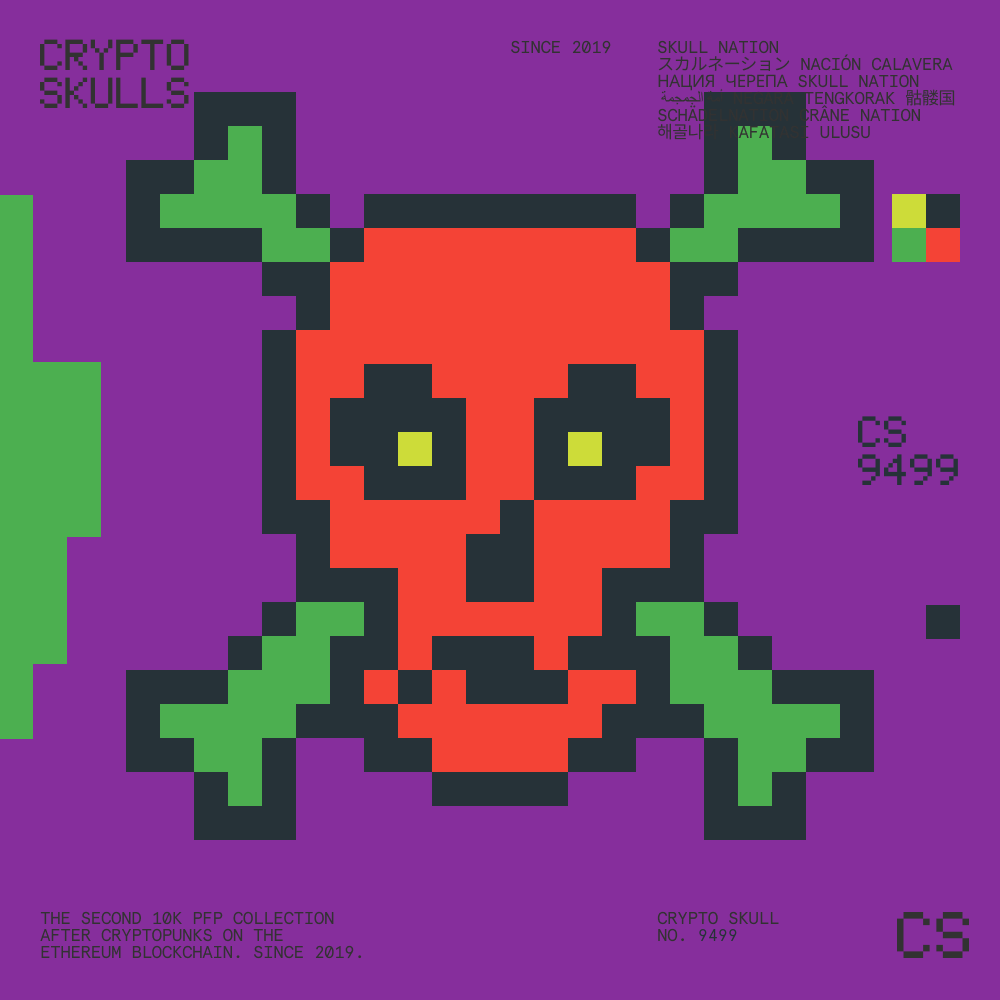 CRYPTO
SKULLS
SINCE 2019
SKULL NATION
スカルネーション NACIÓN CALAVERA
НАЦИЯ ЧЕРЕПА SKULL NATION
TENGKORAK 骷髅国
CRÂNE NATION
해골나 ULUSU
CS
9499
THE SECOND 10K PFP COLLECTION
AFTER CRYPTOPUNKS ON THE
ETHEREUM BLOCKCHAIN. SINCE 2019.
CRYPTO SKULL
NO. 9499
CS